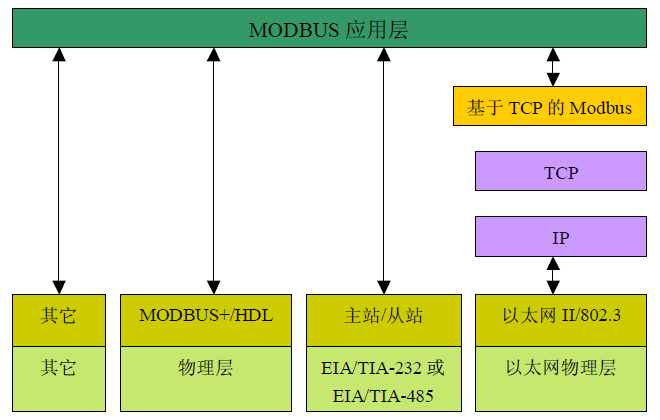 MODBUS 应用层
基于 TCP 的 Modbus
TCP
IP
其它
MODBUS+/HDL
主站/从站
以太网 II/802.3
其它
物理层
EIA/TIA-232 或
EIA/TIA-485
以太网物理层